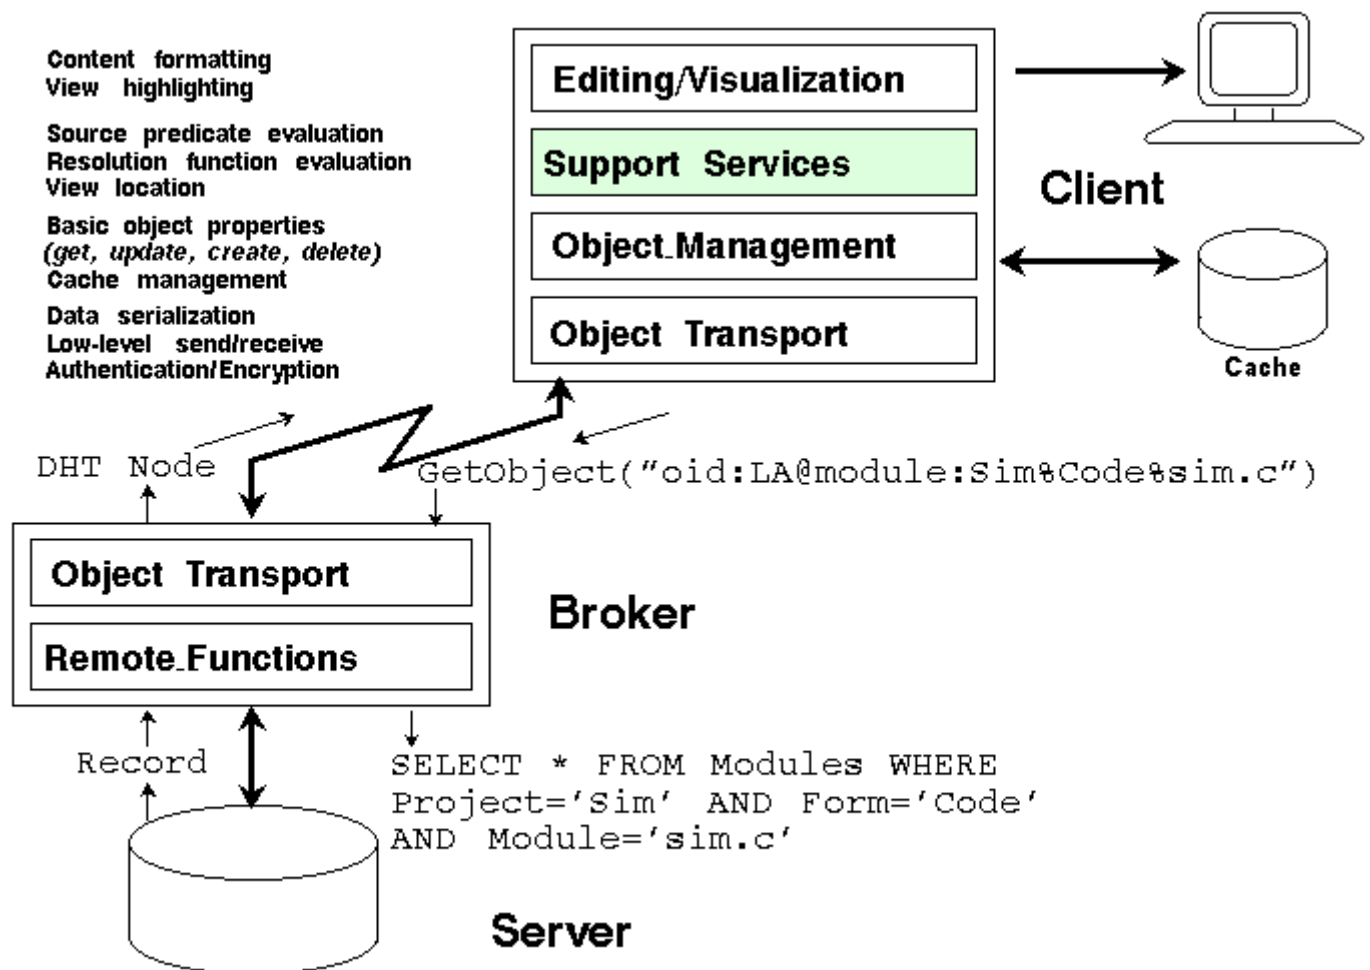 Content formatting
View highlighting
Source predicate evaluation
Resolution function evaluation
View location
Basic object properties
(get, update, create, delete)
Cache management
Data serialization
Low-level send/receive
Authentication/Encryption
Editing/Visualization
Support Services
Object Management
Object Transport
Client
Cache
DHT Node
GetObject("oid:LA@module:Sim%Code%sim.c")
Object Transport
Remote Functions
Broker
Record
SELECT * FROM Modules WHERE
Project='Sim' AND Form='Code'
AND Module='sim.c'
Server